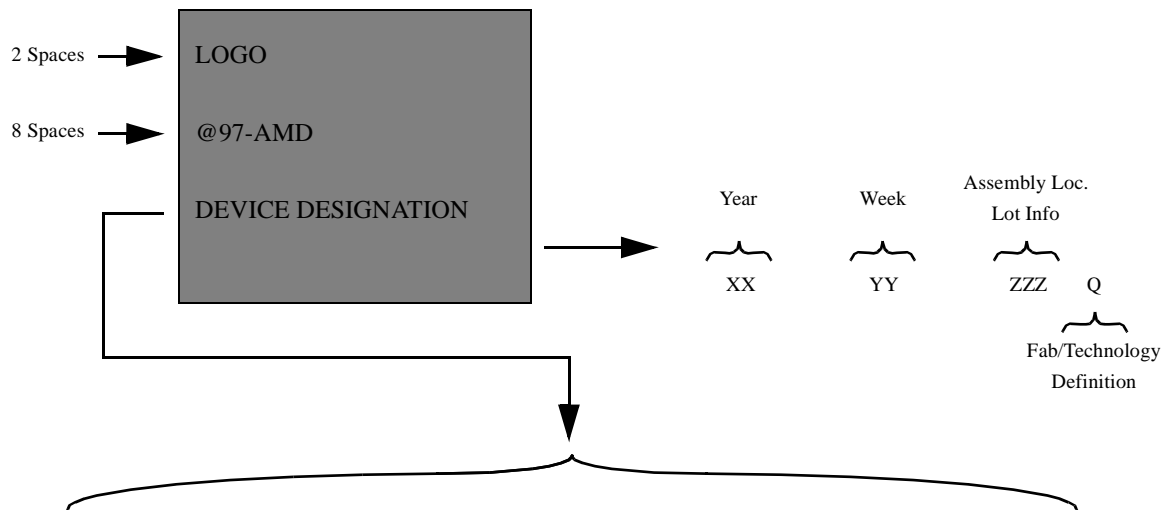 2 Spaces
LOGO
8 Spaces
@97-AMD
DEVICE DESIGNATION
Year
Week
Assembly Loc.
Lot Info
XX
YY
ZZZ
Q
Fab/Technology
Definition